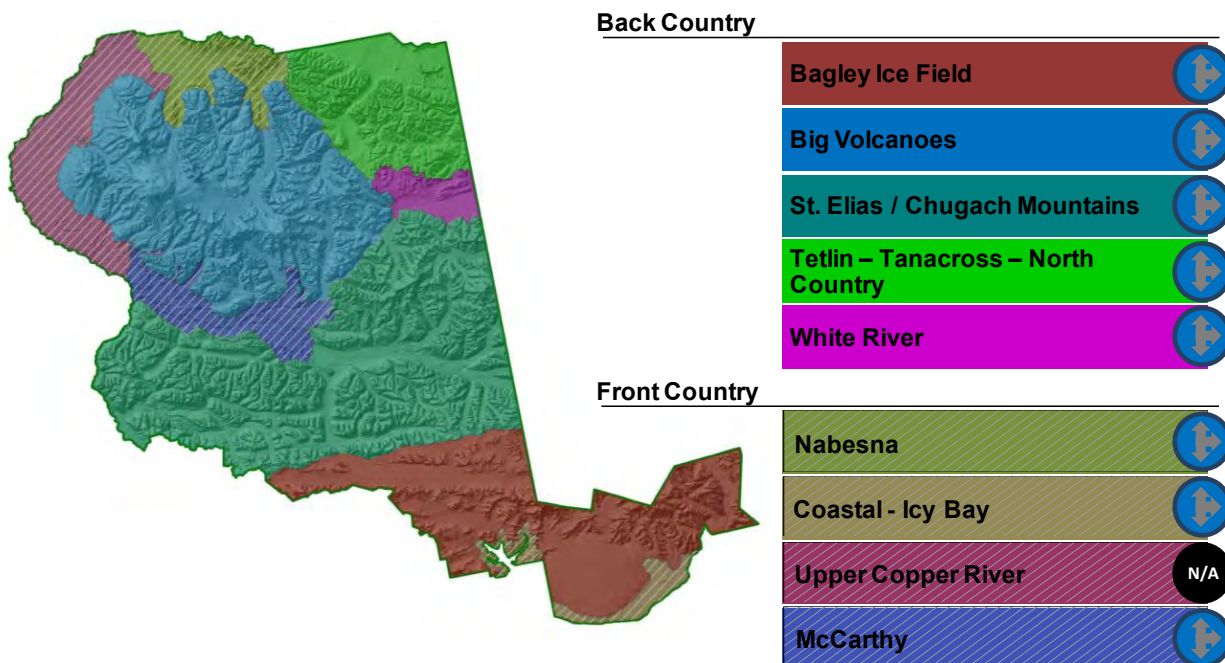 Back Country
Bagley Ice Field
Big Volcanoes
St. Elias / Chugach Mountains
Tetlin – Tanacross – North
Country
White River
Front Country
Nabesna
Coastal - Icy Bay
Upper Copper River
N/A
McCarthy